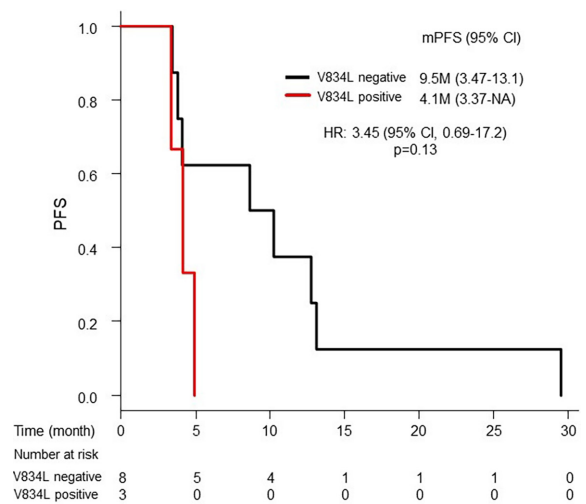 mPFS (95% CI)
V834L negative 9.5M (3.47-13.1)
V834L positive 4.1M (3.37-NA)
HR: 3.45 (95% CI, 0.69-17.2)
p=0.13
PFS
1.0
0.8
0.6
0.4
0.2
0.0
Time (month) 0 5 10 15 20 25 30
Number at risk
V834L negative 8 5 4 1 1 1 0
V834L positive 3 0 0 0 0 0 0